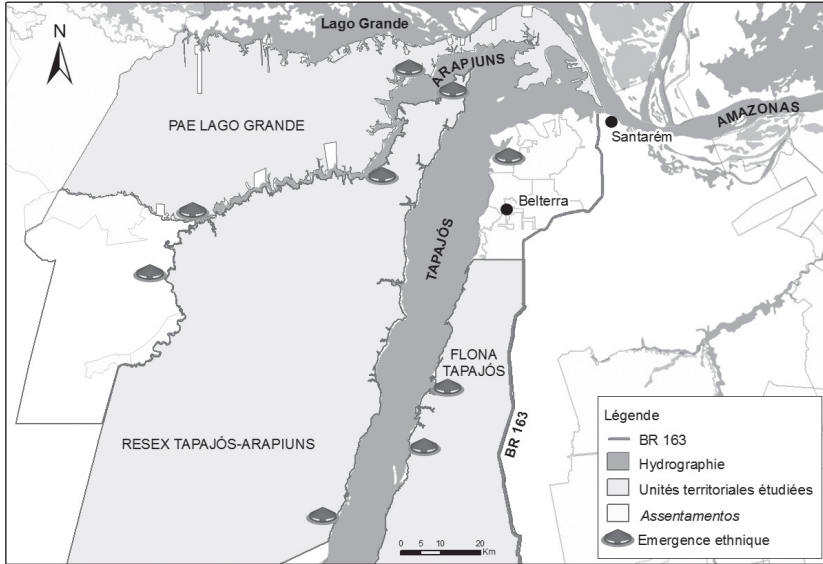 Lago Grande
N
ARAPIUNS
AMAZONAS
Santarém
PAE LAGO GRANDE
Belterra
TAPAJÓS
FLONA
TAPAJÓS
BR 163
RESEX TAPAJÓS-ARAPIUNS
Légende
BR 163
Hydrographie
Unités territoriales étudiées
Assentamentos
Emergence ethnique
0 5 10 20
Km